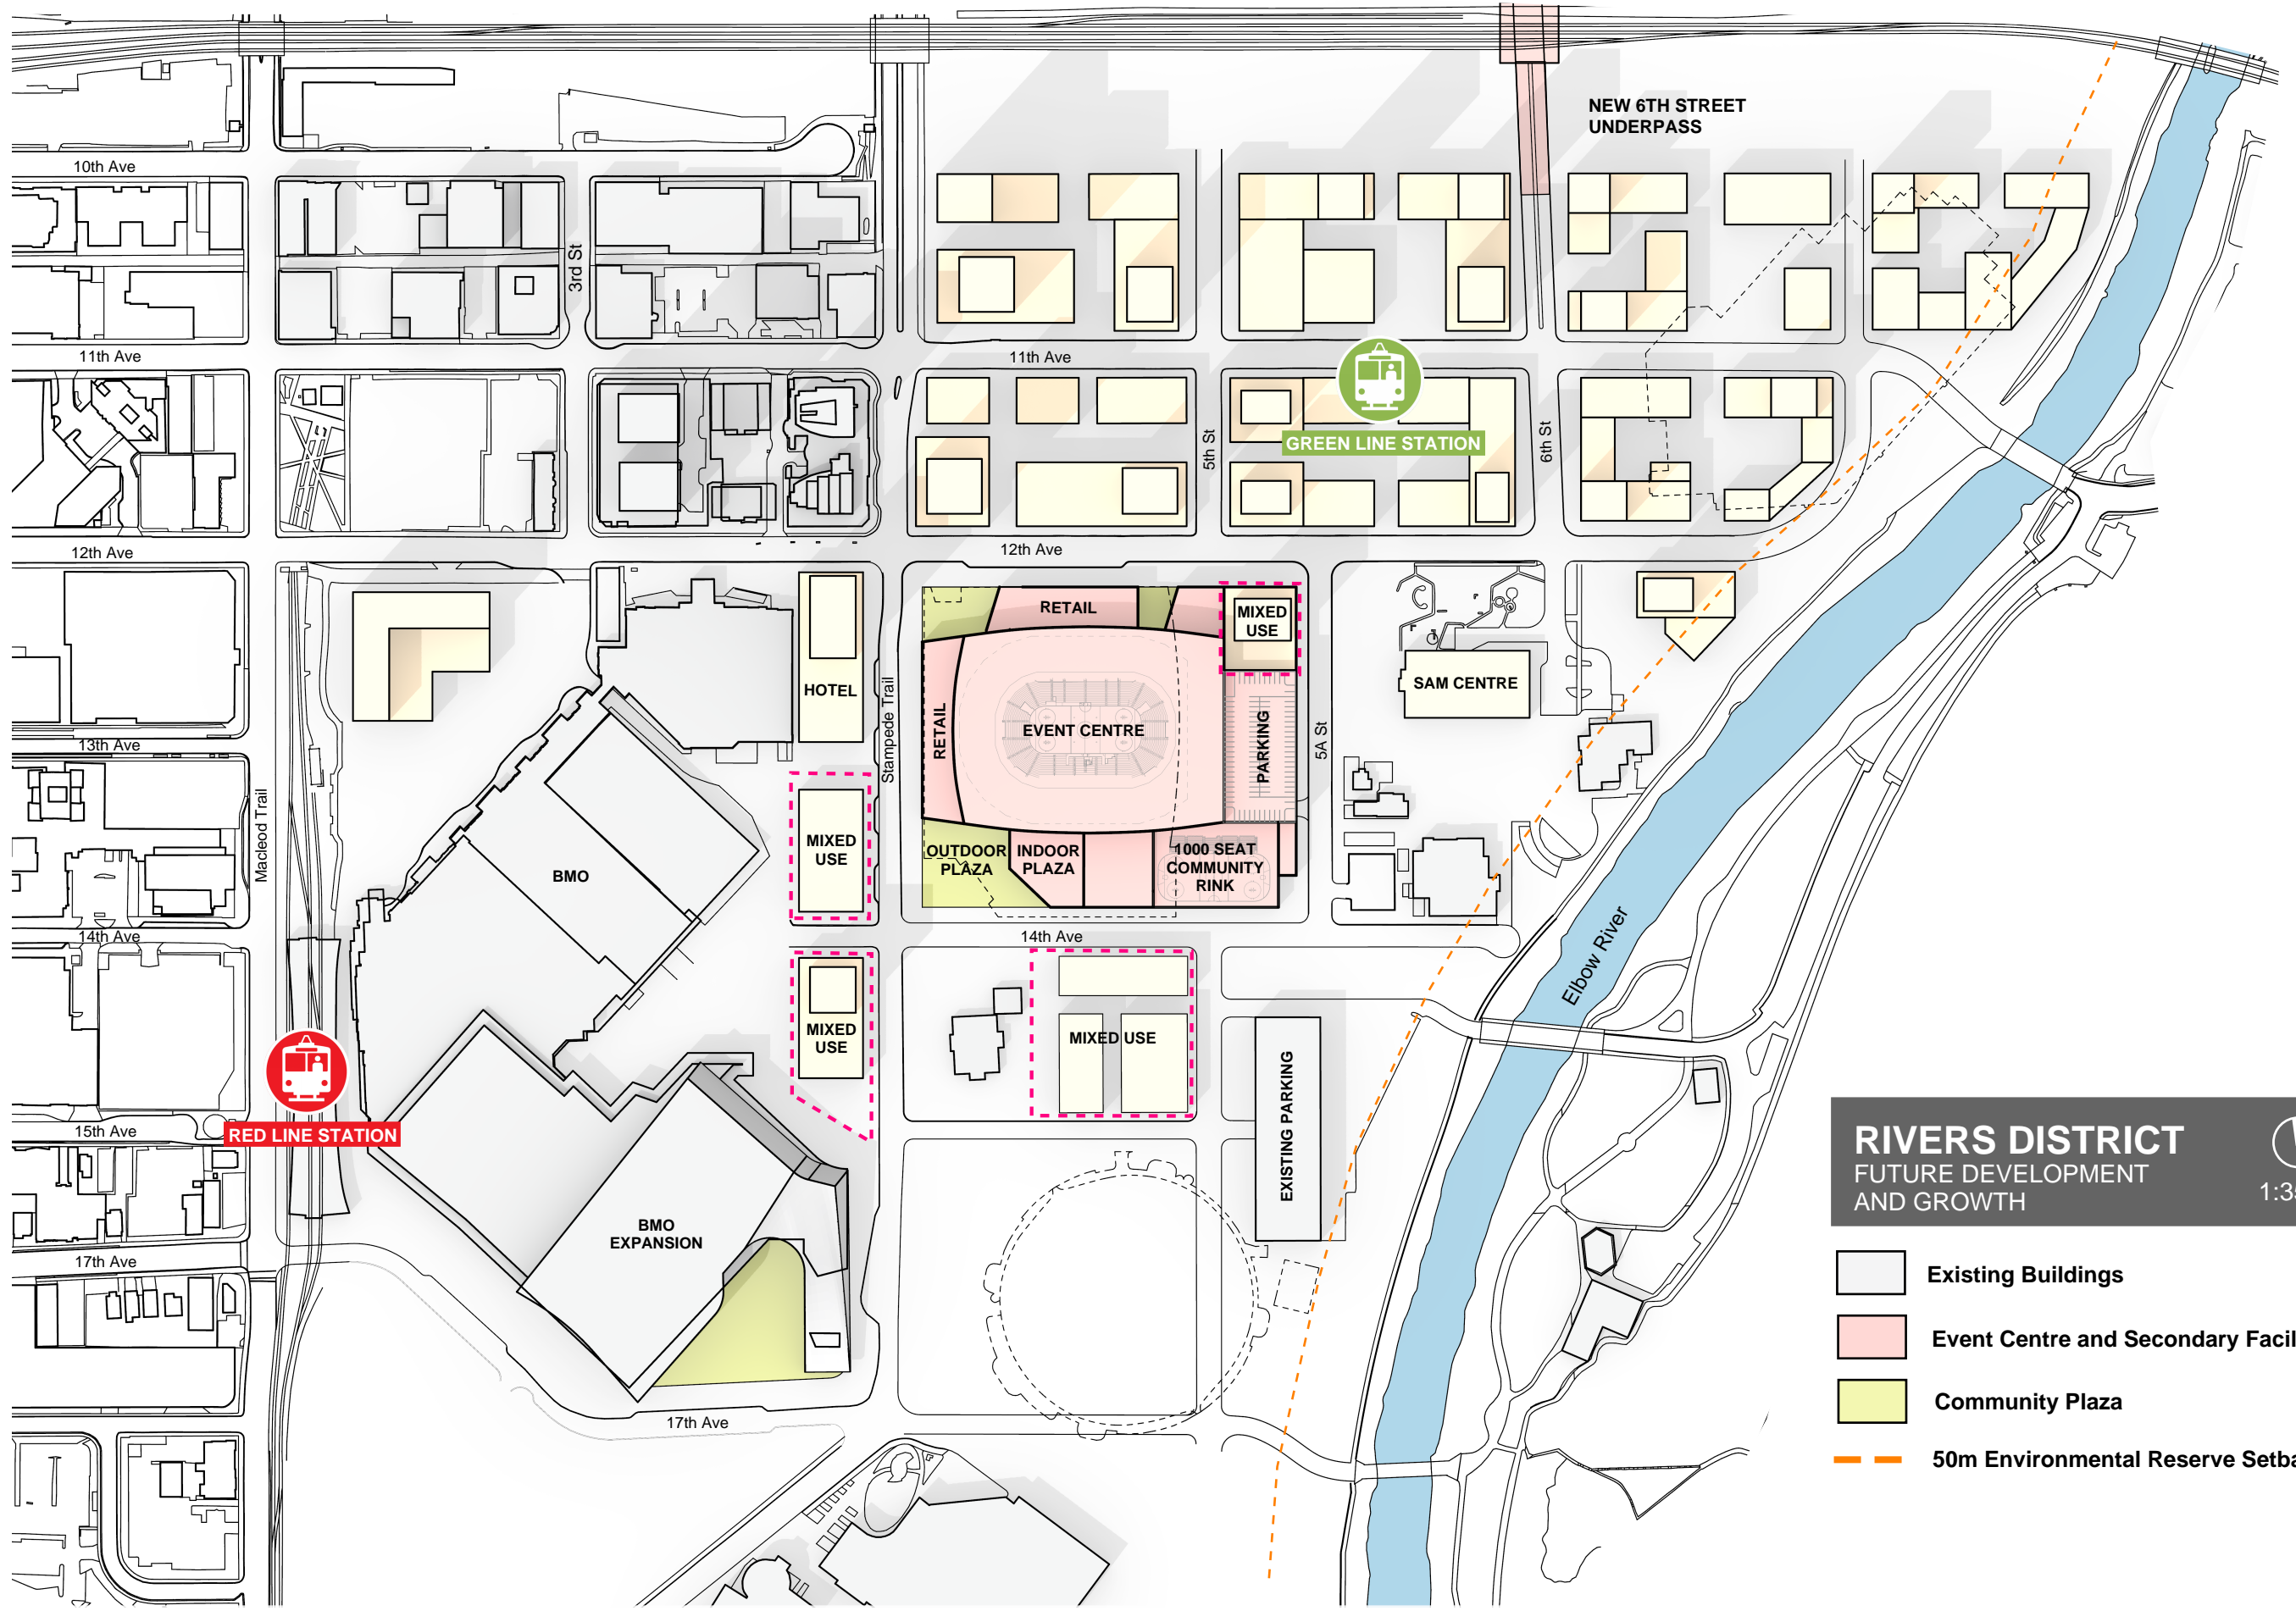 NEW 6TH STREET
UNDERPASS
10th Ave
3rd St
11th Ave
11th Ave
GREEN LINE STATION
5th St
6th St
12th Ave
12th Ave
RETAIL
MIXED
USE
HOTEL
SAM CENTRE
Stampede Trail
RETAIL
EVENT CENTRE
PARKING
5A St
13th Ave
Macleod Trail
MIXED
USE
BMO
OUTDOOR
PLAZA
INDOOR
PLAZA
1000 SEAT
COMMUNITY
RINK
14th Ave
14th Ave
Elbow River
MIXED
USE
MIXED USE
EXISTING PARKING
15th Ave
RED LINE STATION
BMO
EXPANSION
17th Ave
17th Ave
RIVERS DISTRICT
FUTURE DEVELOPMENT
AND GROWTH
Existing Buildings
Event Centre and Secondary
Community Plaza
50m Environmental Reserve